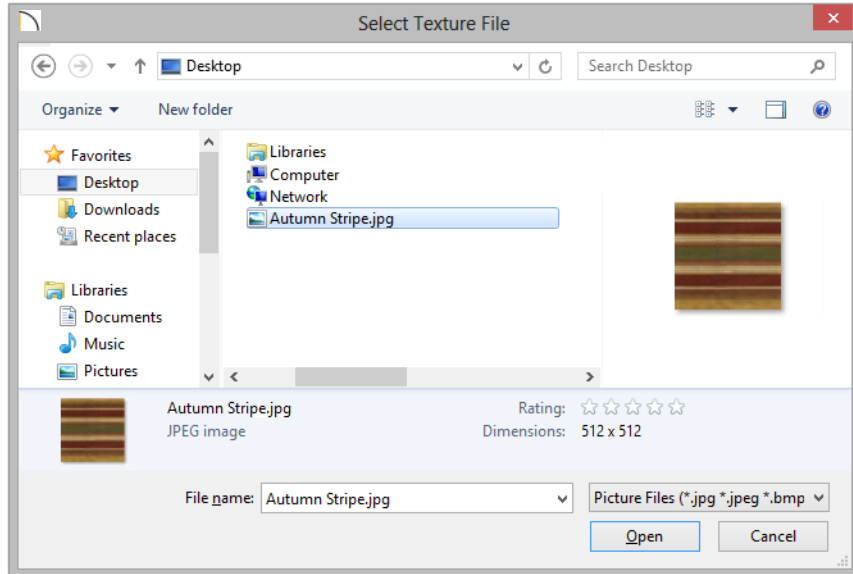 Select Texture File
Desktop
Search Desktop
Organize
New folder
Favorites
Desktop
Downloads
Recent places
Libraries
Documents
Music
Pictures
Libraries
Computer
Network
Autumn Stripe.jpg
Autumn Stripe.jpg
JPEG image
Rating:
Dimensions: 512 x 512
File name: Autumn Stripe.jpg
Picture Files (*.jpg *.jpeg *.bmp
Open
Cancel